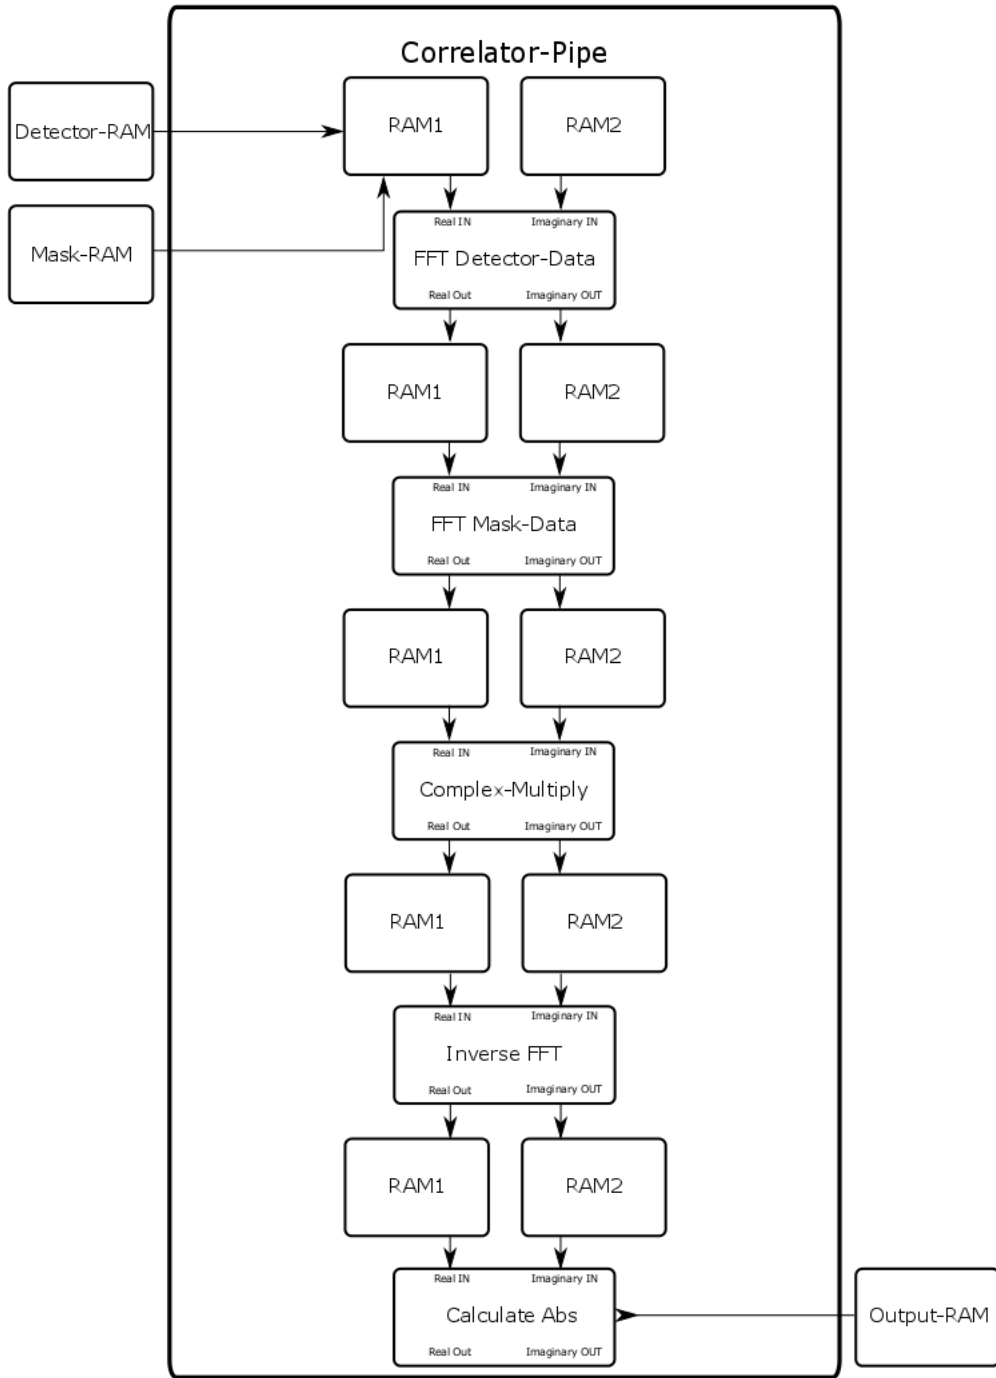 Correlator-Pipe
Detector-RAM
RAM1
RAM2
Mask-RAM
Real IN
Imaginary IN
FFT Detector-Data
Real Out
Imaginary OUT
RAM1
RAM2
Real IN
Imaginary IN
FFT Mask-Data
Real Out
Imaginary OUT
RAM1
RAM2
Real IN
Imaginary IN
Complex-Multiply
Real Out
Imaginary OUT
RAM1
RAM2
Real IN
Imaginary IN
Inverse FFT
Real Out
Imaginary OUT
RAM1
RAM2
Real IN
Imaginary IN
Calculate Abs
Output-RAM
Real Out
Imaginary OUT